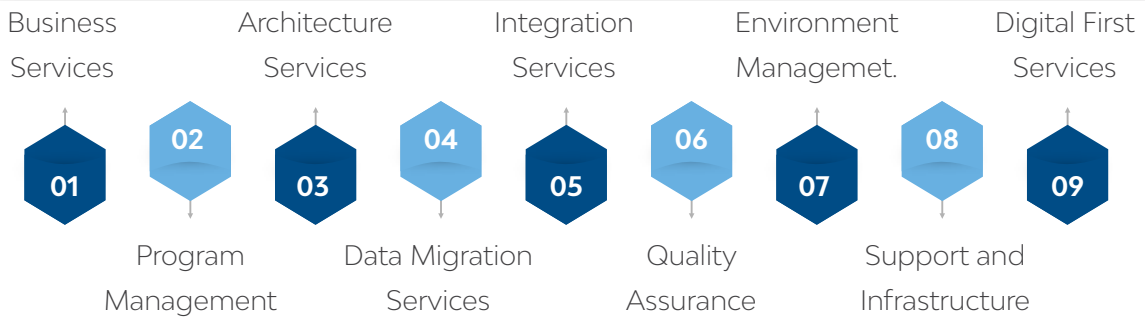 Business
Services
Architecture
Services
Integration
Services
Environment
Managemet.
Digital First
Services
01
02
03
04
05
06
07
08
09
Program
Management
Data Migration
Services
Quality
Assurance
Support and
Infrastructure